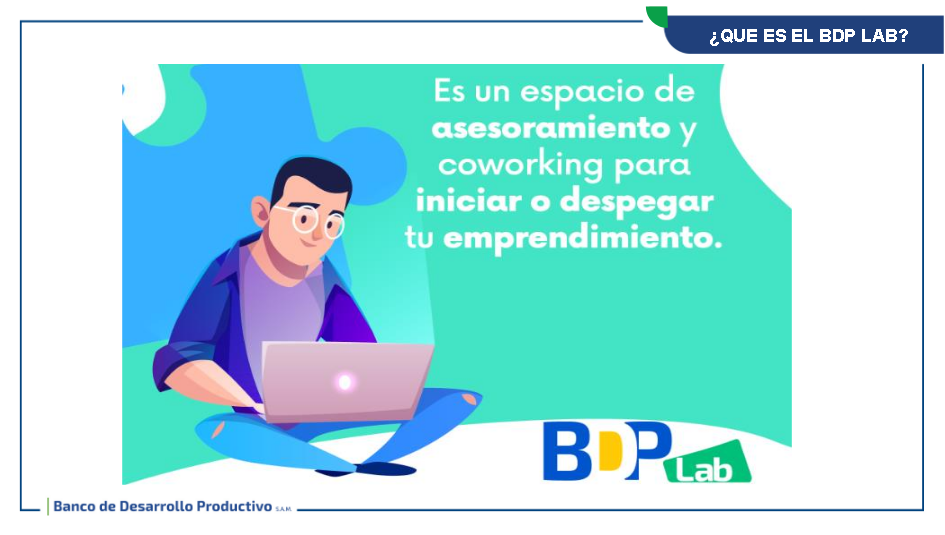 ¿QUE ES EL BDP LAB?
Es un espacio de
asesoramiento y
coworking para
iniciar o despegar
tu emprendimiento.
BDP Lab
Banco de Desarrollo Productivo S.A.M.